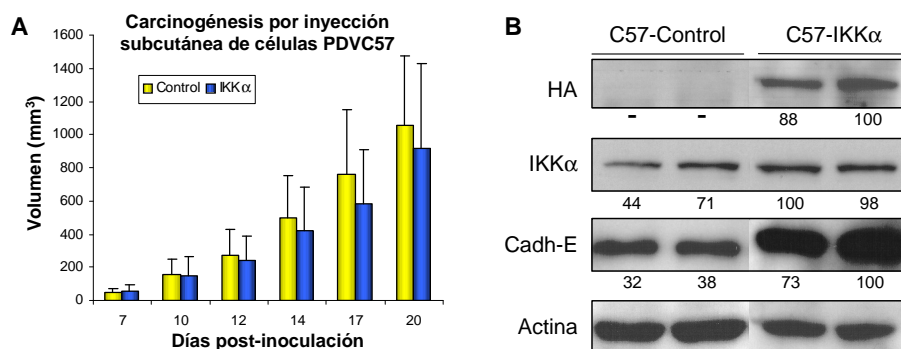 A
Carcinogénesis por inyección
subcutánea de células PDVC57
1600
1400
1200
1000
800
600
400
200
0
Volumen (mm³)
Control
IKKα
7 10 12 14 17 20
Días post-inoculación
B
C57-Control C57-IKKα
HA
- - 88 100
IKKα
44 71 100 98
Cadh-E
32 38 73 100
Actina